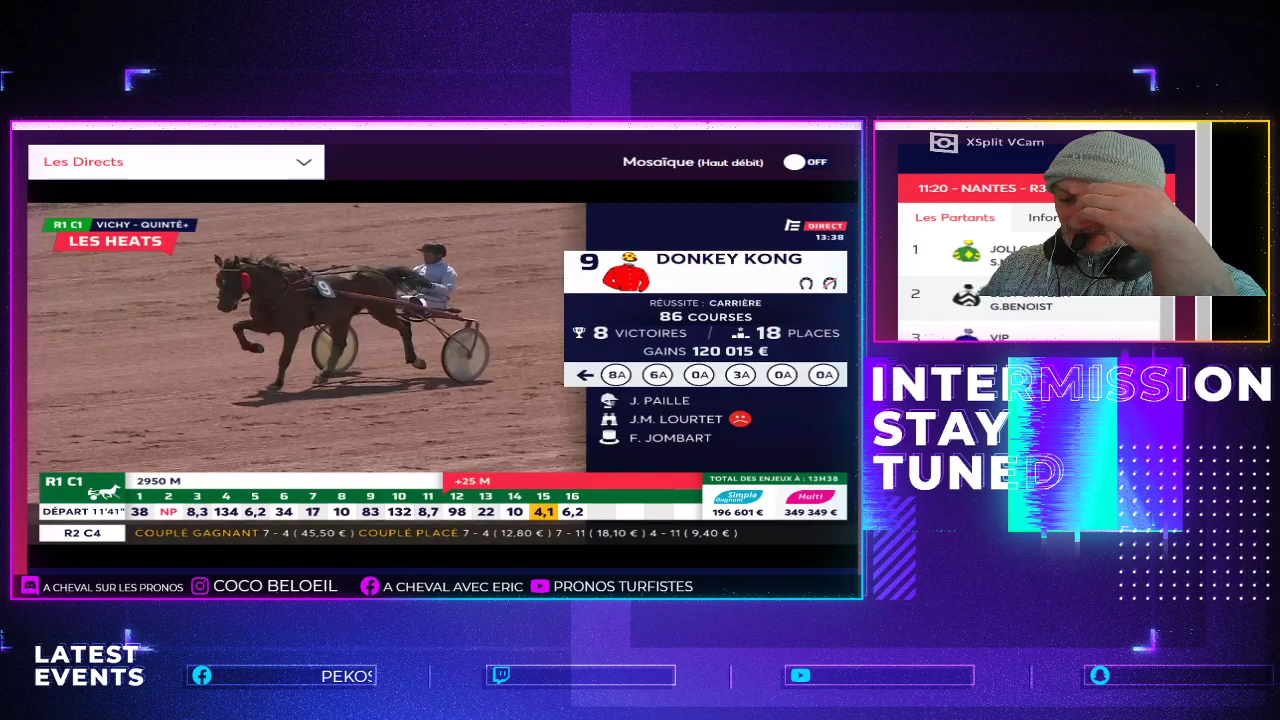 Les Directs
Mosaïque (Haut débit)
OFF
R1 C1 VICHY - QUINTÉ+
LES HEATS
DIRECT
13:38
9 DONKEY KONG
RÉUSSITE : CARRIÈRE
86 COURSES
8 VICTOIRES / 18 PLACES
GAINS 120 015 €
8A 6A 0A 3A 0A 0A
J. PAILLE
J.M. LOURTET
F. JOMBART
9
R1 C1
2950 M
+25 M
TOTAL DES ENJEUX À : 13H38
1 2 3 4 5 6 7 8 9 10 11 12 13 14 15 16
Simple Gagnant
Multi
DÉPART 11'41"
38 NP 8,3 134 6,2 34 17 10 83 132 8,7 98 22 10 4,1 6,2
196 601 €
349 349 €
R2 C4
COUPLÉ GAGNANT 7 - 4 ( 45,50 € ) COUPLÉ PLACÉ 7 - 4 ( 12,80 € ) 7 - 11 ( 18,10 € ) 4 - 11 ( 9,40 € )
A CHEVAL SUR LES PRONOS
COCO BELOEIL
A CHEVAL AVEC ERIC
PRONOS TURFISTES
XSplit VCam
11:20 - NANTES - R3
Les Partants
Infor
1
2
G.BENOIST
3
VIP
INTERMISSION
STAY
TUNED
LATEST
EVENTS
PEKOS